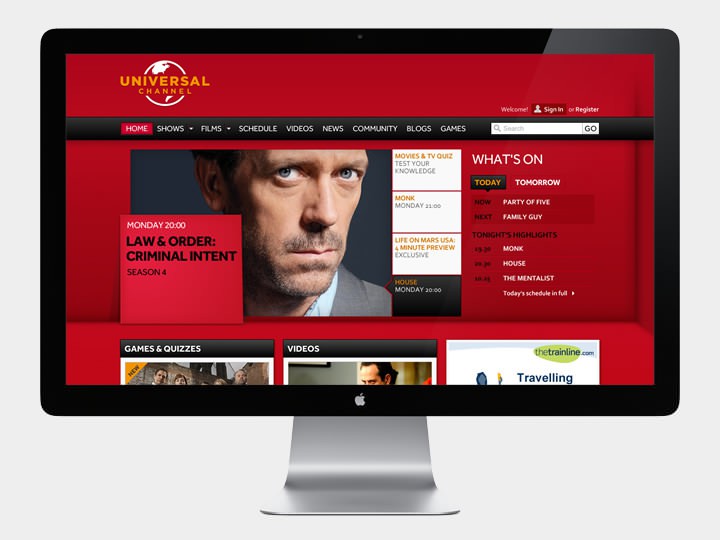 UNIVERSAL
CHANNEL
Welcome! Sign In or Register
HOME SHOWS FILMS SCHEDULE VIDEOS NEWS COMMUNITY BLOGS GAMES Search GO
MONDAY 20:00
LAW & ORDER:
CRIMINAL INTENT
SEASON 4
MOVIES & TV QUIZ
TEST YOUR
KNOWLEDGE
MONK
MONDAY 21:00
LIFE ON MARS USA:
4 MINUTE PREVIEW
EXCLUSIVE
HOUSE
MONDAY 20:00
WHAT'S ON
TODAY TOMORROW
NOW PARTY OF FIVE
NEXT FAMILY GUY
TONIGHT'S HIGHLIGHTS
19.30 MONK
20.30 HOUSE
10.15 THE MENTALIST
Today's schedule in full
GAMES & QUIZZES
NEW
VIDEOS
thetrainline.com
Travelling